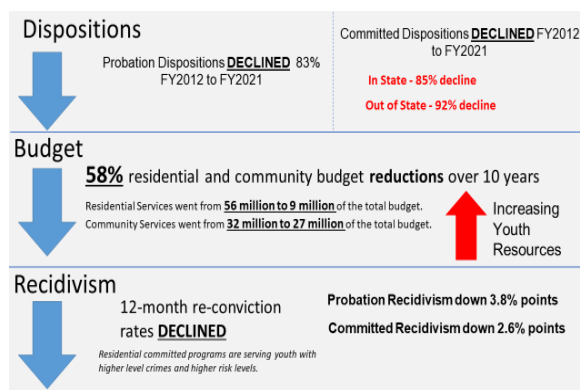 Dispositions
Probation Dispositions DECLINED 83%
FY2012 to FY2021
Committed Dispositions DECLINED FY2012
to FY2021
In State - 85% decline
Out of State - 92% decline
Budget
58% residential and community budget reductions over 10 years
Residential Services went from 56 million to 9 million of the total budget.
Community Services went from 32 million to 27 million of the total budget.
Increasing
Youth
Resources
Recidivism
12-month re-conviction
rates DECLINED
Residential committed programs are serving youth with
higher level crimes and higher risk levels.
Probation Recidivism down 3.8% points
Committed Recidivism down 2.6% points